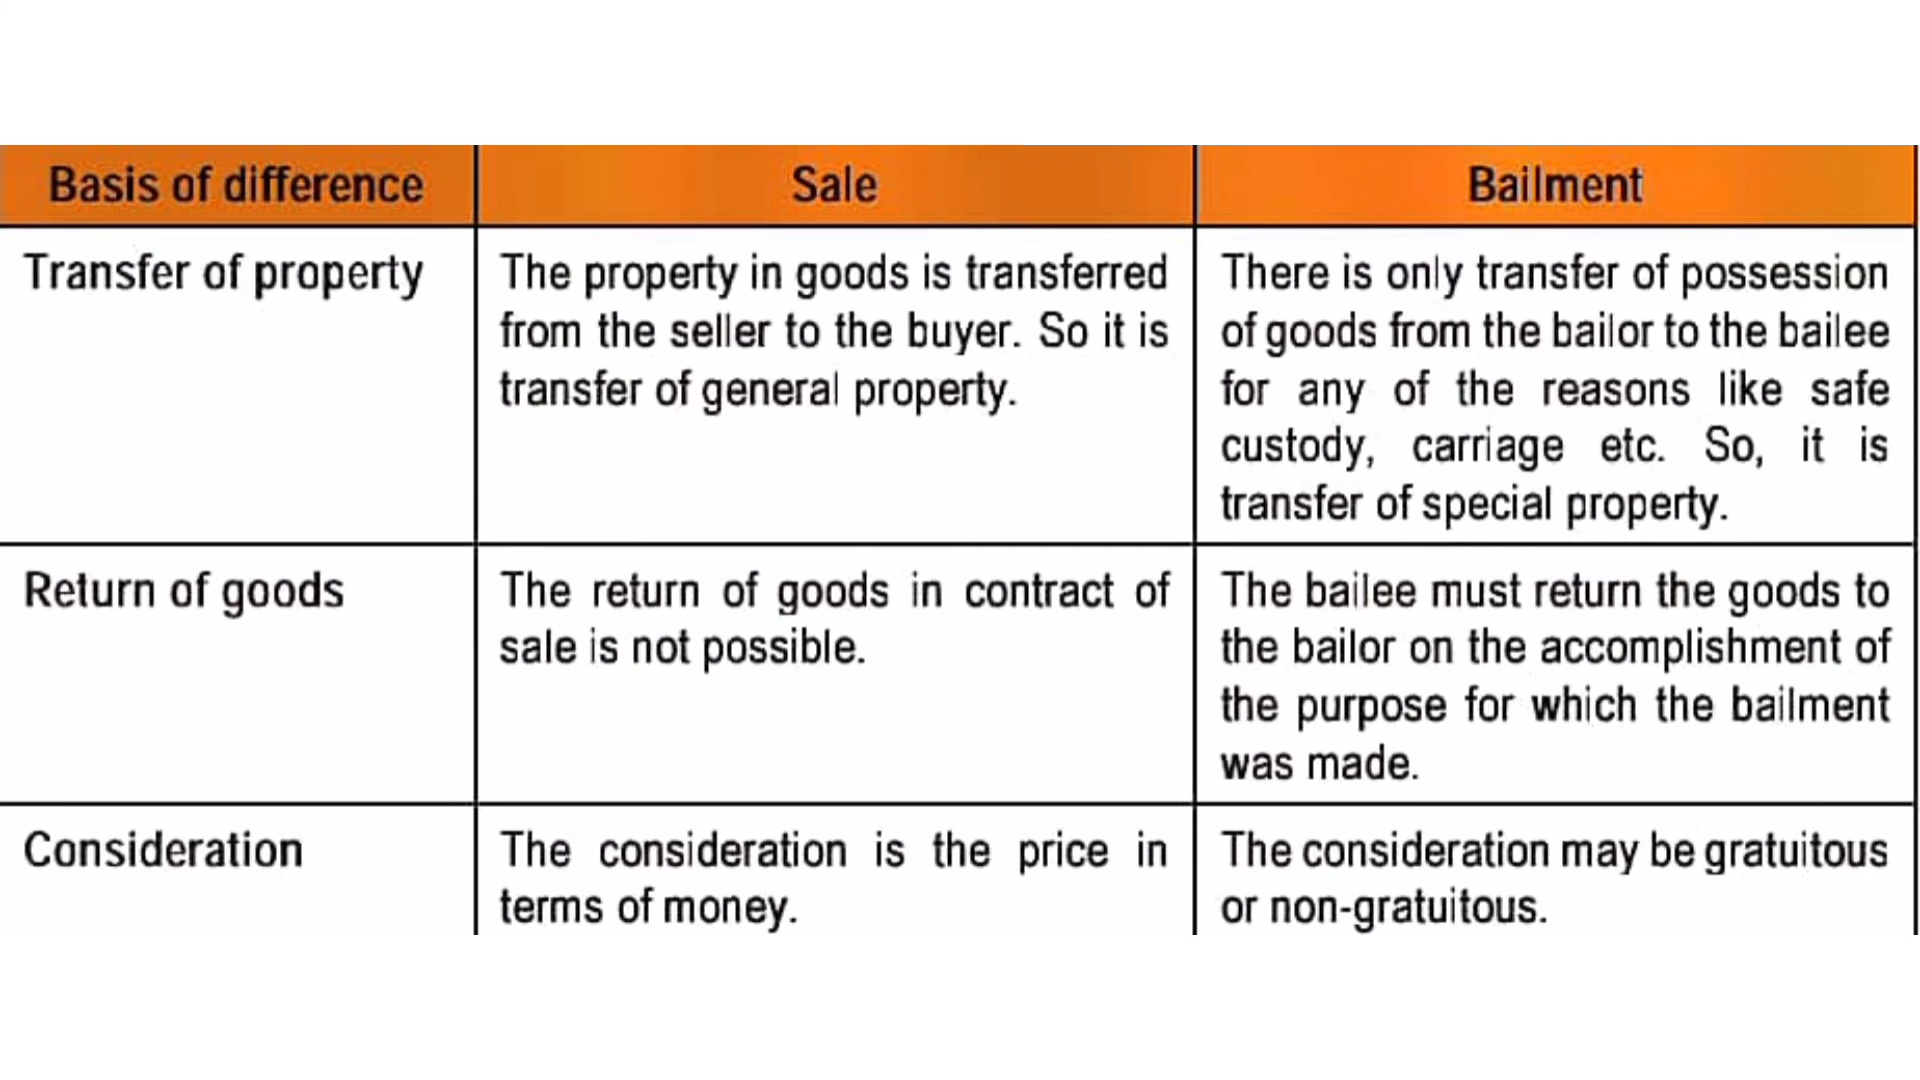 Basis of difference
Sale
Bailment
Transfer of property
The property in goods is transferred
from the seller to the buyer. So it is
transfer of general property.
There is only transfer of possession
of goods from the bailor to the bailee
for any of the reasons like safe
custody, carriage etc. So, it is
transfer of special property.
Return of goods
The return of goods in contract of
sale is not possible.
The bailee must return the goods to
the bailor on the accomplishment of
the purpose for which the bailment
was made.
Consideration
The consideration is the price in
terms of money.
The consideration may be gratuitous
or non-gratuitous.